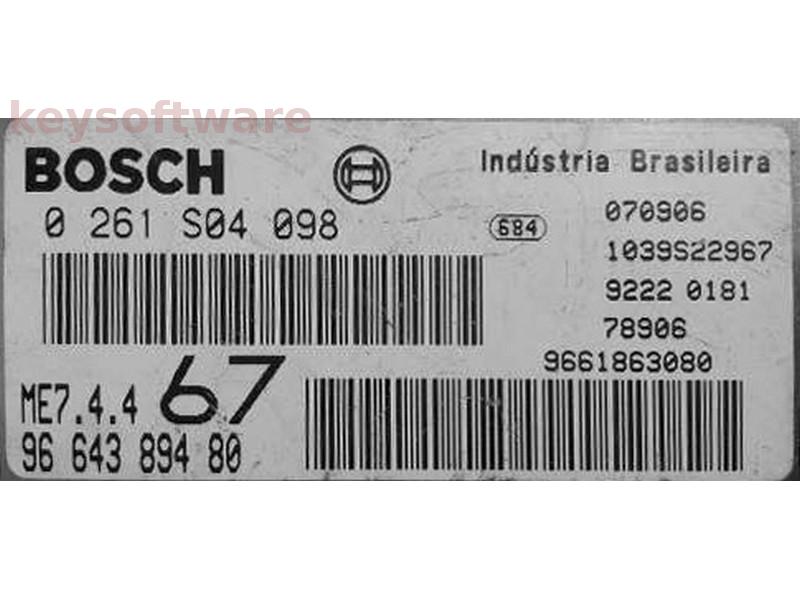 keysoftware
BOSCH
Indústria Brasileira
0 261 S04 098
684
070906
1039S22967
9222 0181
78906
9661863080
ME7.4.4
67
96 643 894 80